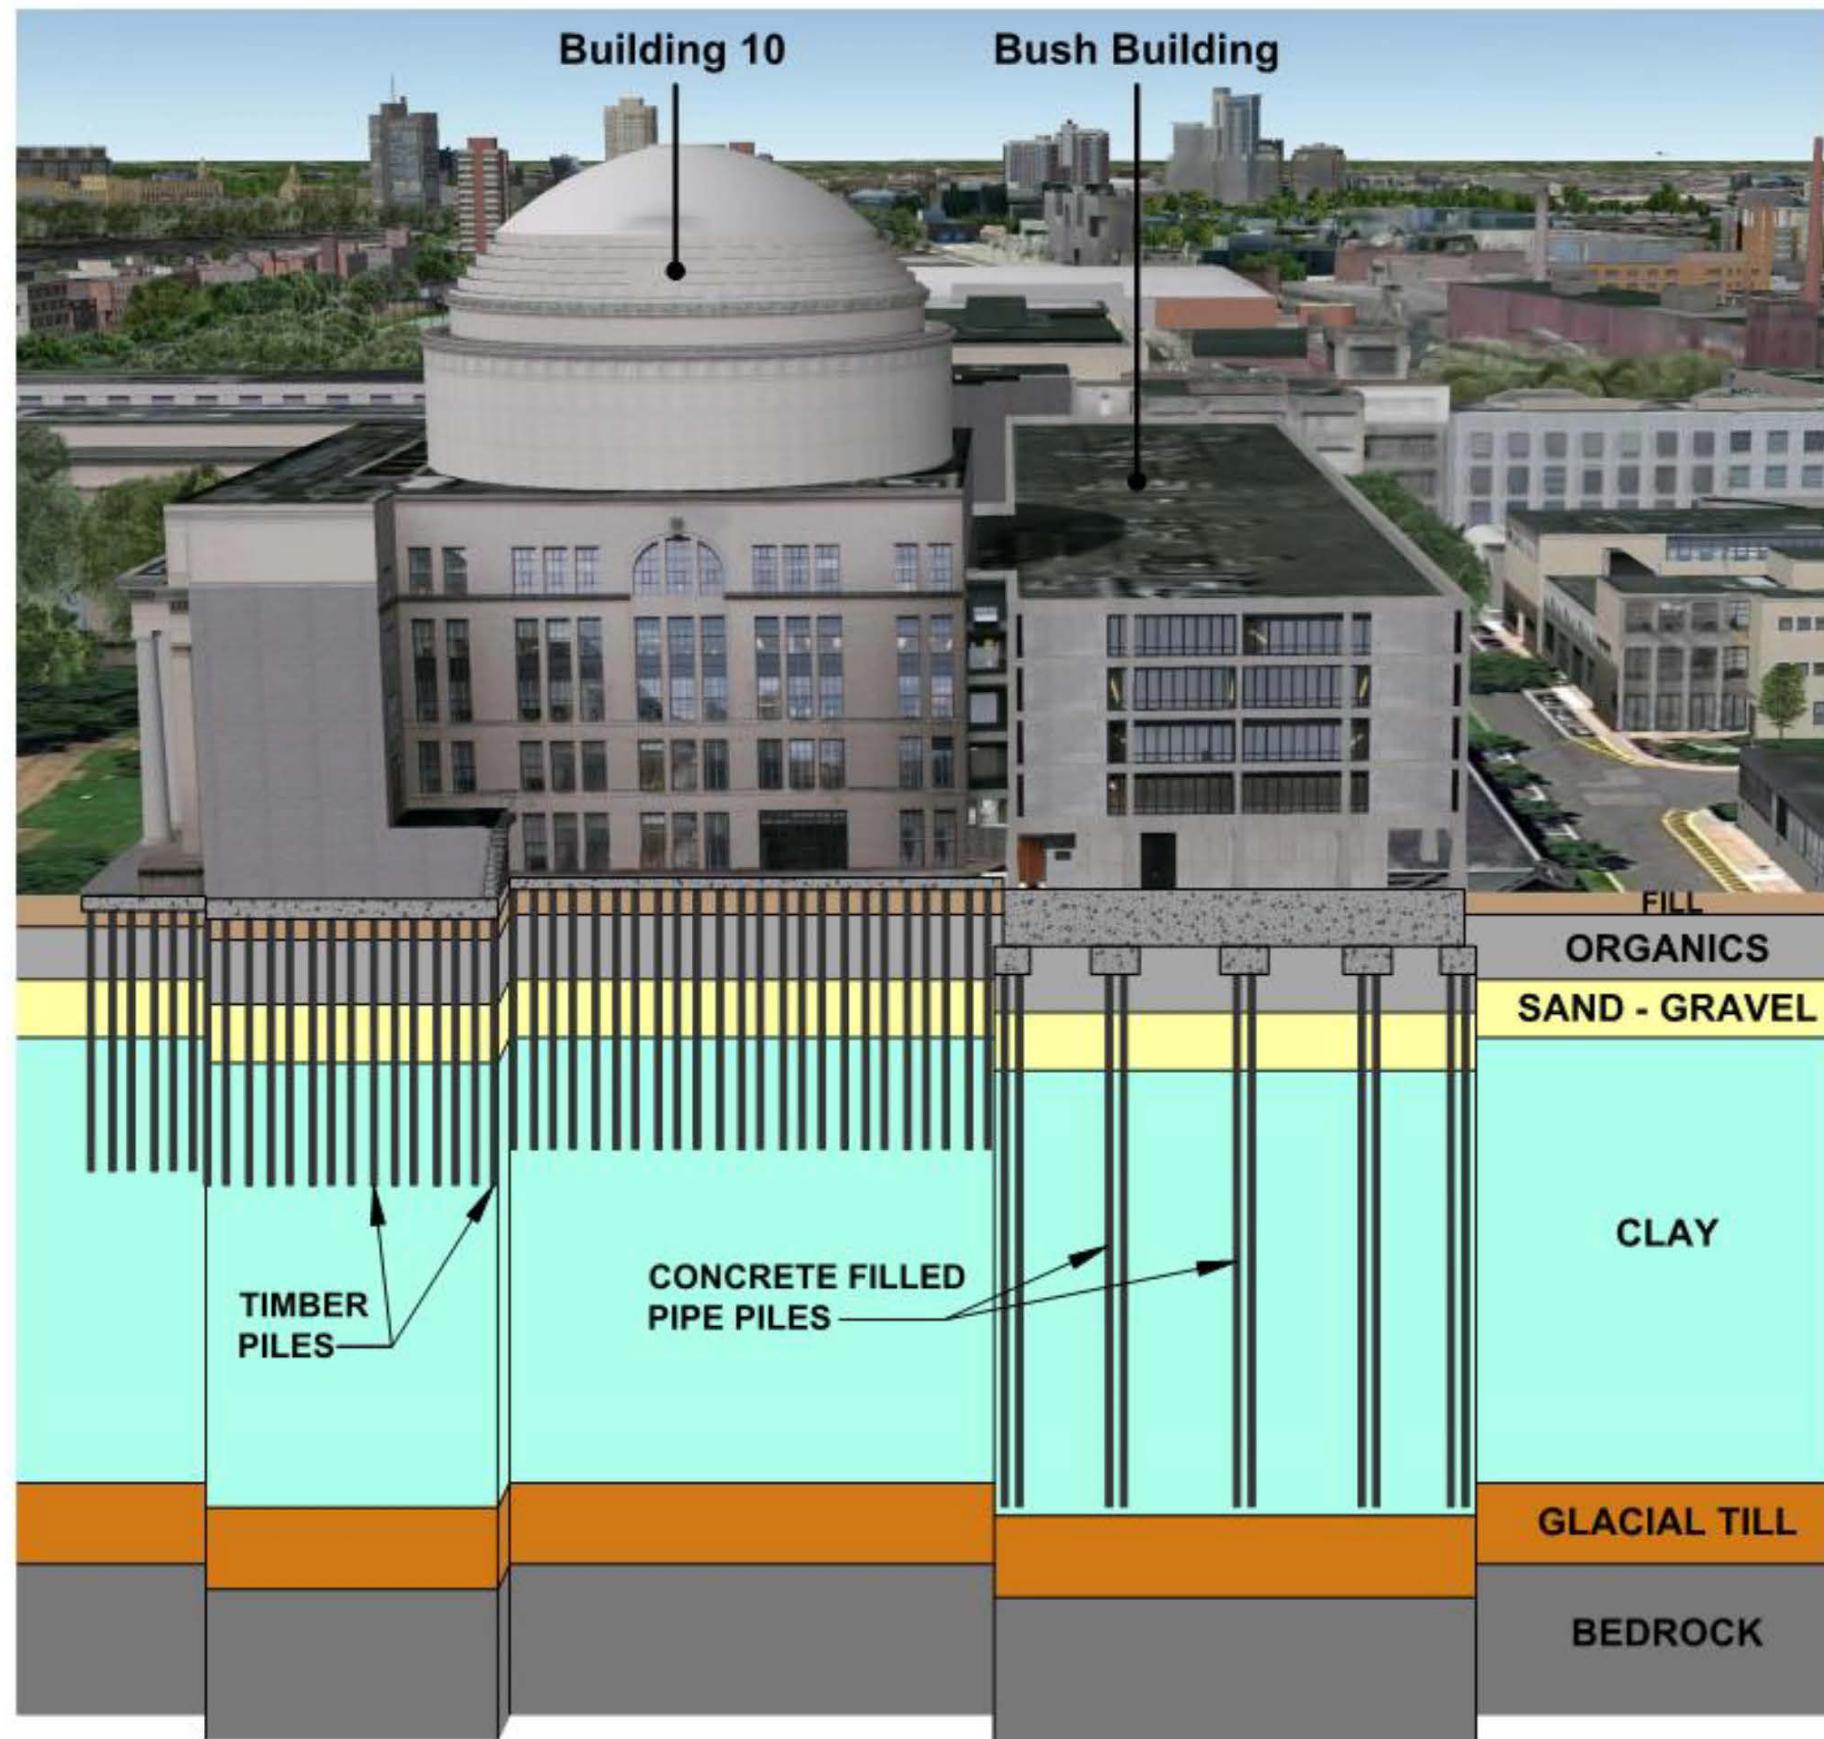 Building 10
Bush Building
FILL
ORGANICS
SAND - GRAVEL
CLAY
TIMBER
PILES
CONCRETE FILLED
PIPE PILES
GLACIAL TILL
BEDROCK